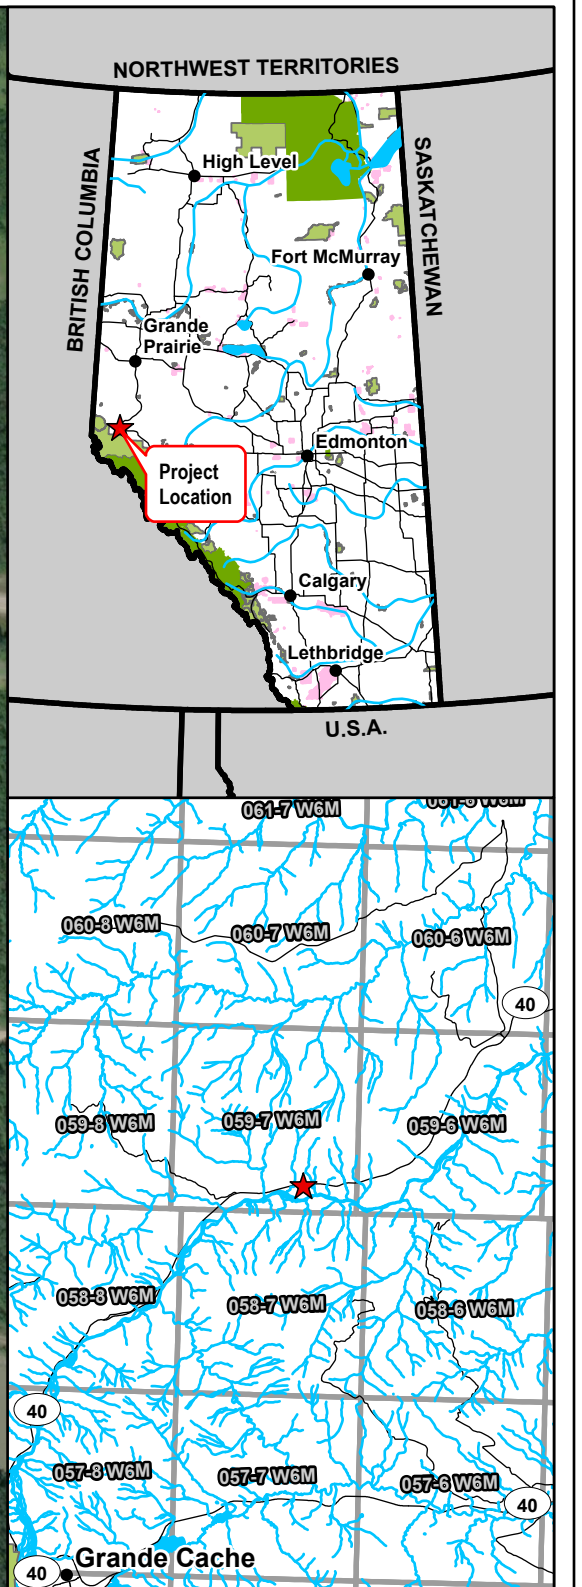 NORTHWEST TERRITORIES
BRITISH COLUMBIA
SASKATCHEWAN
High Level
Fort McMurray
Grande
Prairie
Edmonton
Project
Location
Calgary
Lethbridge
U.S.A.
061-7 W6M
061-6 W6M
060-8 W6M
060-7 W6M
060-6 W6M
40
059-8 W6M
059-7 W6M
059-6 W6M
058-8 W6M
058-7 W6M
058-6 W6M
40
057-8 W6M
057-7 W6M
057-6 W6M
40
Grande Cache
40